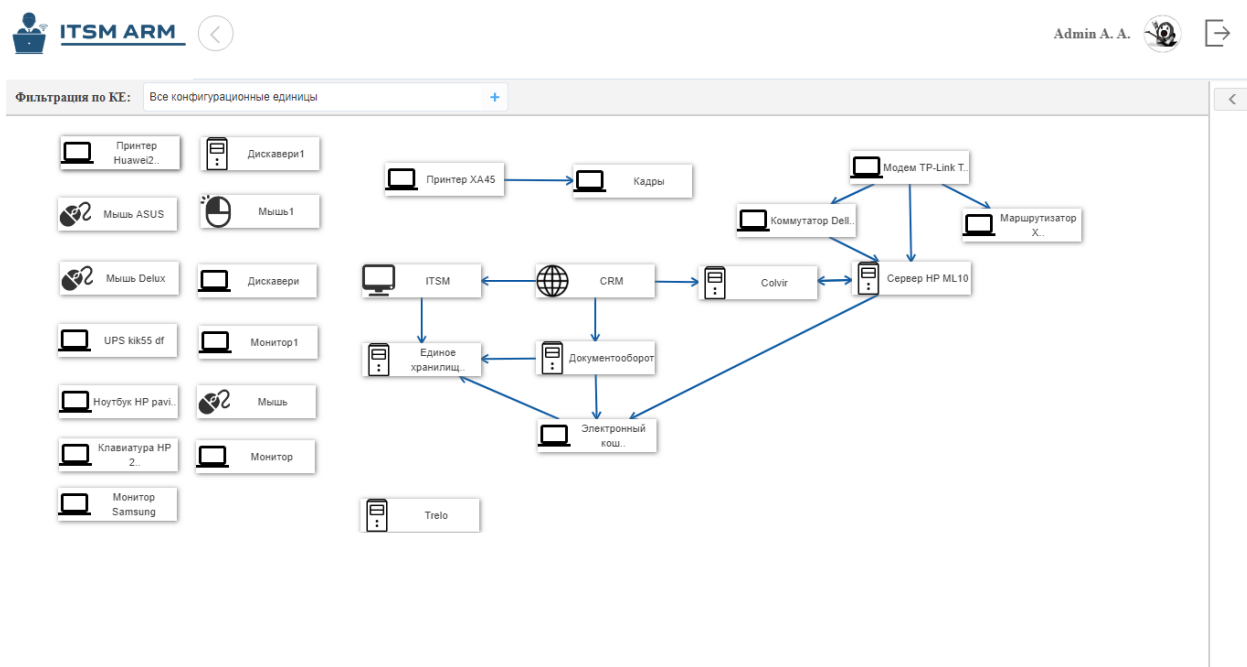 ITSM ARM
Admin A. A.
Фильтрация по КЕ:
Все конфигурационные единицы
+
Принтер
Huawei2..
Дискавери1
Мышь ASUS
Мышь1
Мышь Delux
Дискавери
UPS kik55 df
Монитор1
Ноутбук HP pavi..
Мышь
Клавиатура HP
2..
Монитор
Монитор
Samsung
Принтер XA45
Кадры
Модем TP-Link T..
Коммутатор Dell..
Маршрутизатор
X..
ITSM
CRM
Colvir
Сервер HP ML10
Единое
хранилищ..
Документооборот
Электронный
кош..
Trelo